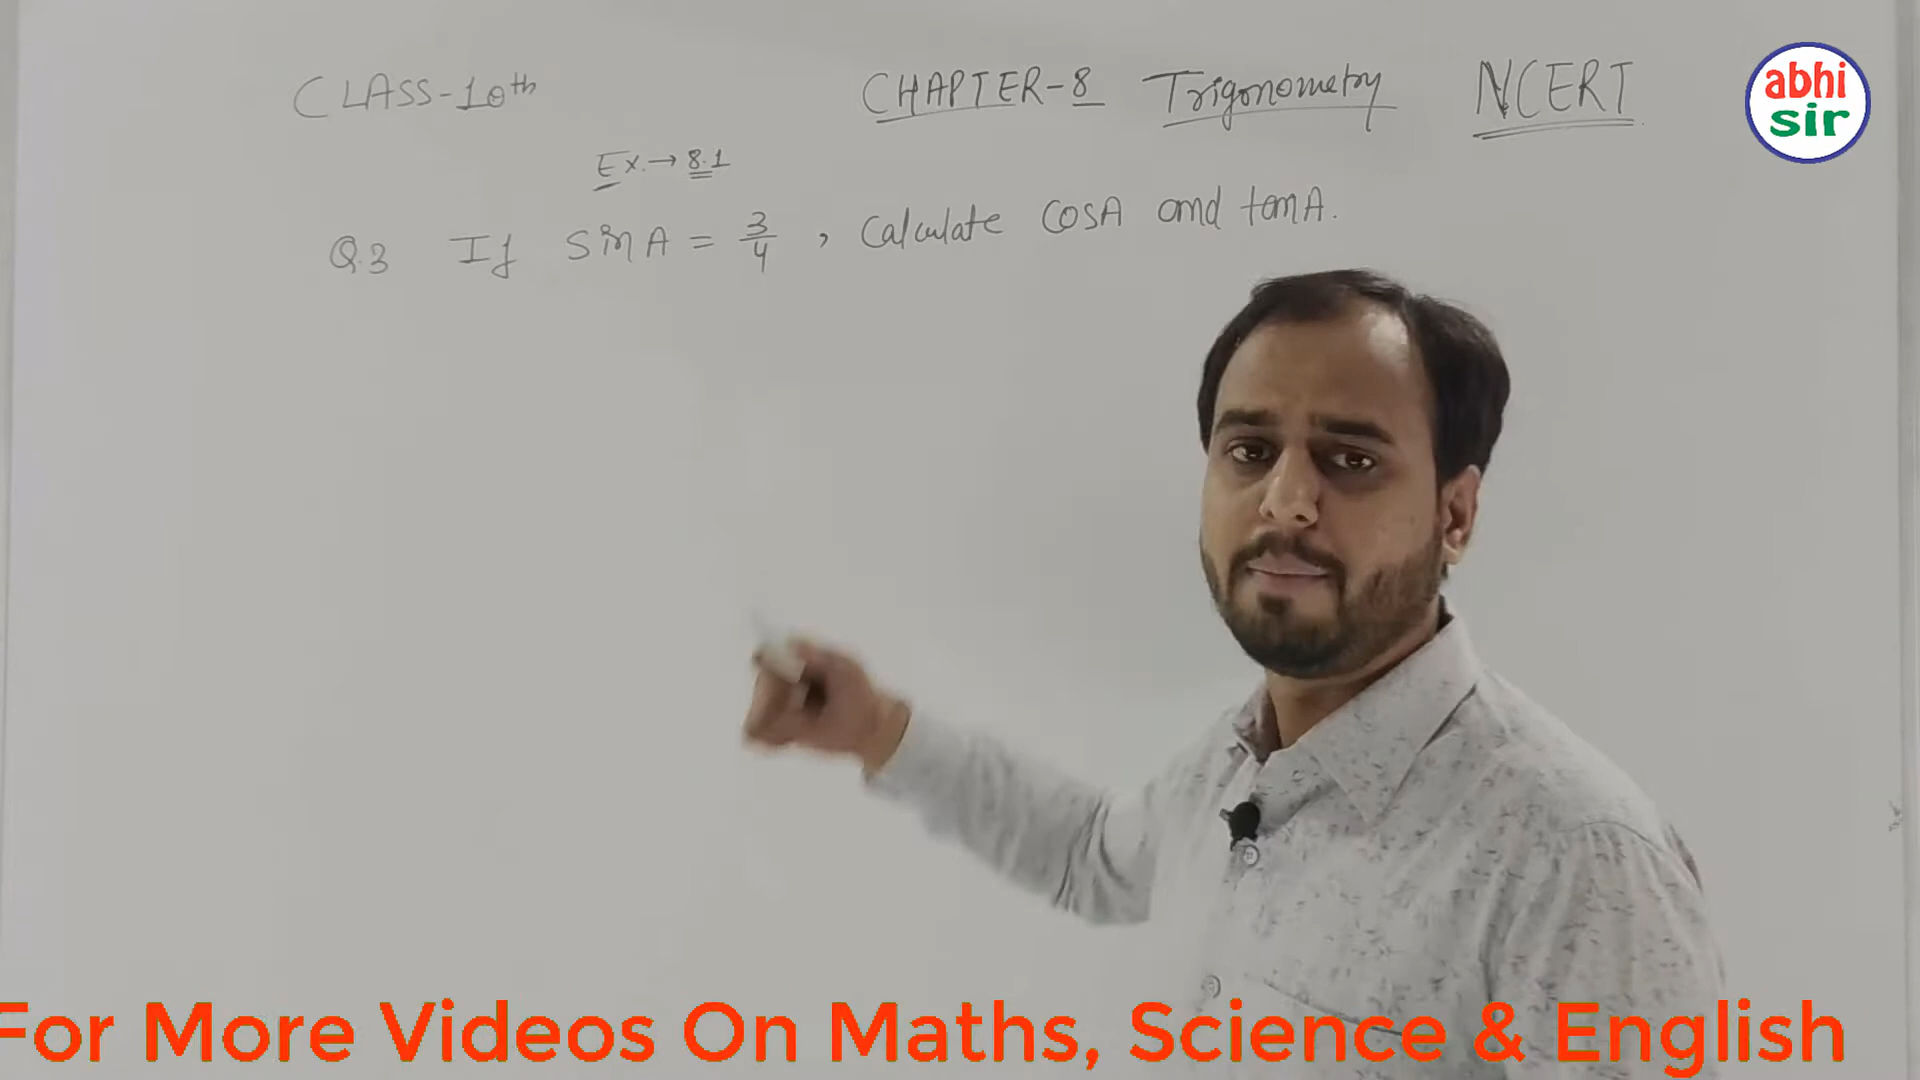 CLASS-10th
CHAPTER-8 Trigonometry NCERT
abhi
sir
Ex.→8.1
Q.3 If sin A = 3/4, Calculate COSA and tanA.
For More Videos On Maths, Science & English